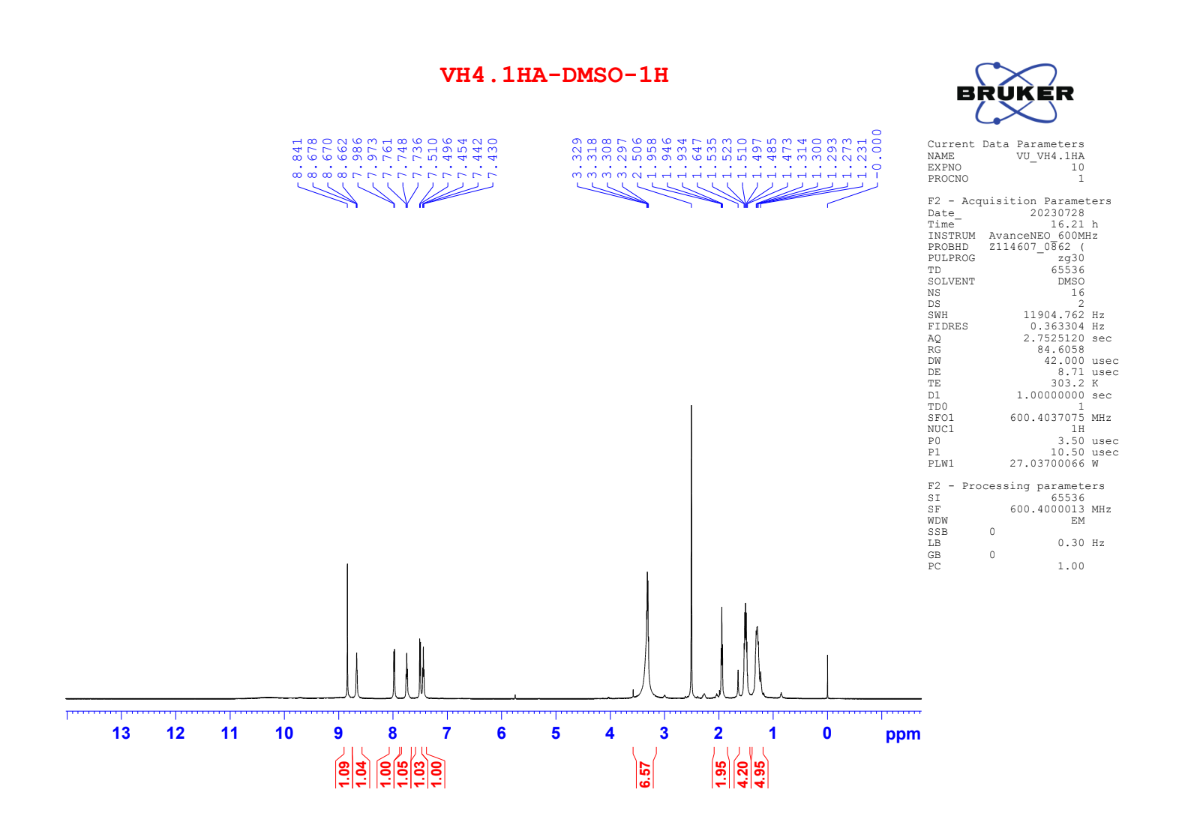 VH4.1HA-DMSO-1H
BRUKER
8.841
8.678
8.670
8.662
7.986
7.973
7.761
7.748
7.736
7.510
7.496
7.454
7.442
7.430
3.329
3.318
3.308
3.297
2.506
1.958
1.946
1.934
1.647
1.535
1.523
1.510
1.497
1.485
1.473
1.314
1.300
1.293
1.273
1.231
-0.000
Current Data Parameters
NAME VU_VH4.1HA
EXPNO 10
PROCNO 1
F2 - Acquisition Parameters
Date_ 20230728
Time 16.21 h
INSTRUM AvanceNEO_600MHz
PROBHD Z114607_0862 (
PULPROG zg30
TD 65536
SOLVENT DMSO
NS 16
DS 2
SWH 11904.762 Hz
FIDRES 0.363304 Hz
AQ 2.7525120 sec
RG 84.6058
DW 42.000 usec
DE 8.71 usec
TE 303.2 K
D1 1.00000000 sec
TD0 1
SFO1 600.4037075 MHz
NUC1 1H
P0 3.50 usec
P1 10.50 usec
PLW1 27.03700066 W
F2 - Processing parameters
SI 65536
SF 600.4000013 MHz
WDW EM
SSB 0
LB 0.30 Hz
GB 0
PC 1.00
13 12 11 10 9 8 7 6 5 4 3 2 1 0 ppm
1.09
1.04
1.00
1.05
1.03
1.00
6.57
1.95
4.20
4.95